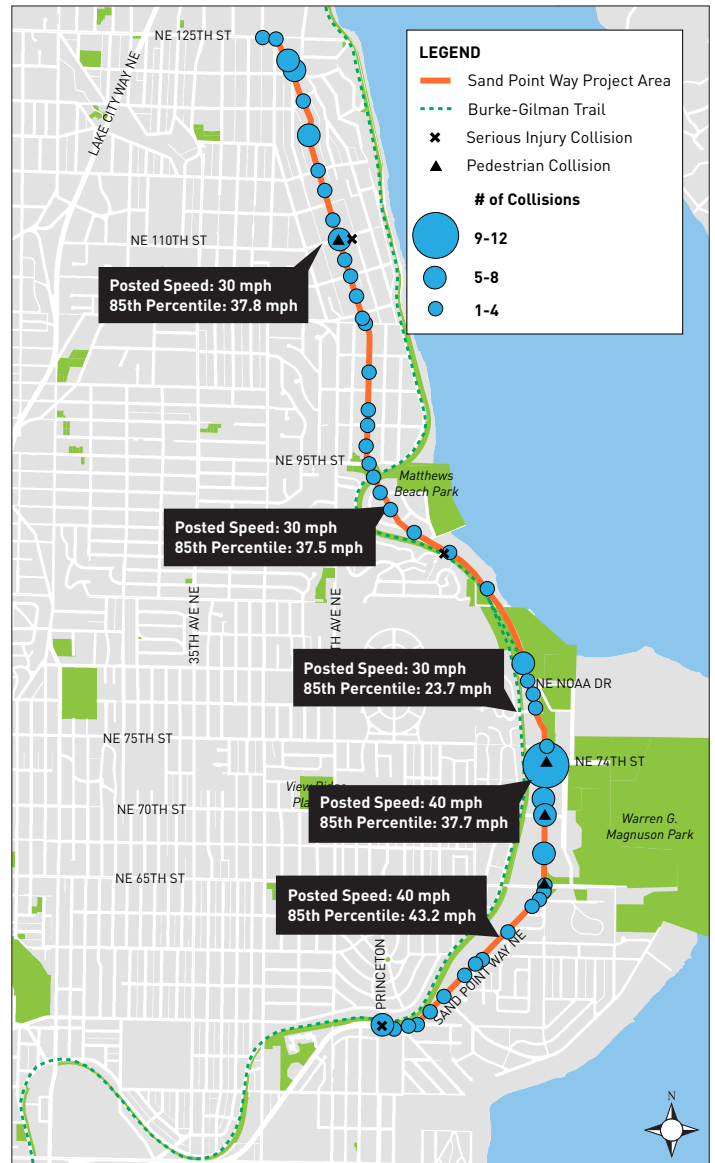 NE 125TH ST
LAKE CITY WAY NE
LEGEND
Sand Point Way Project Area
Burke-Gilman Trail
Serious Injury Collision
Pedestrian Collision
# of Collisions
9-12
5-8
1-4
NE 110TH ST
Posted Speed: 30 mph
85th Percentile: 37.8 mph
NE 95TH ST
Matthews
Beach Park
Posted Speed: 30 mph
85th Percentile: 37.5 mph
35TH AVE NE
AVE NE
Posted Speed: 30 mph
85th Percentile: 23.7 mph
NE NOAA DR
NE 75TH ST
NE 74TH ST
View Ridge
Posted Speed: 40 mph
85th Percentile: 37.7 mph
NE 70TH ST
Warren G.
Magnuson Park
NE 65TH ST
Posted Speed: 40 mph
85th Percentile: 43.2 mph
PRINCETON
SAND POINT WAY NE
N